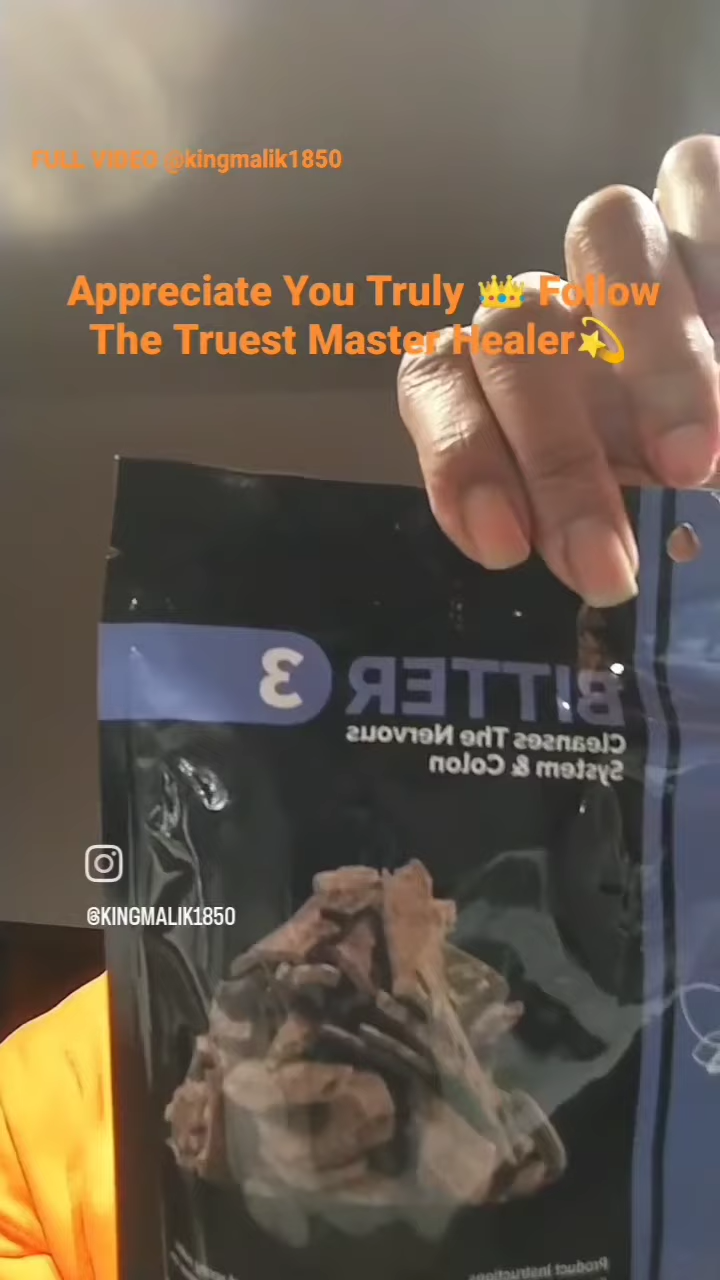 FULL VIDEO @kingmalik1850
Appreciate You Truly 👑 Follow
The Truest Master Healer💫
BITTER 3
Cleanses The Nervous
System & Colon
@KINGMALIK1850
Product Instructions